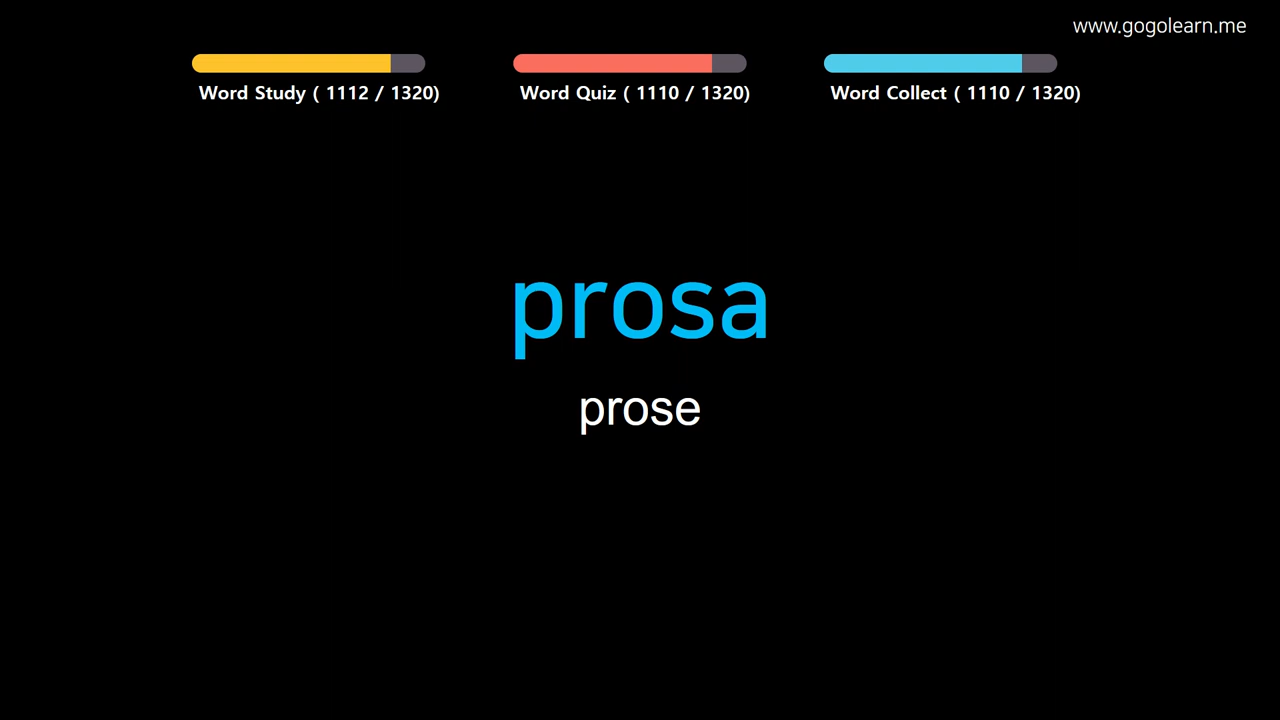 www.gogolearn.me
Word Study ( 1112 / 1320)
Word Quiz ( 1110 / 1320)
Word Collect ( 1110 / 1320)
prosa
prose